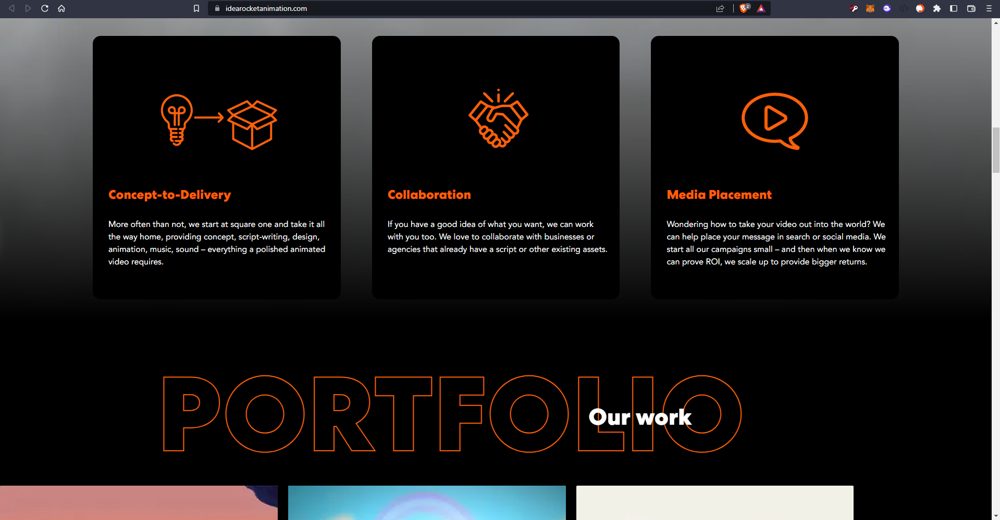 idearocketanimation.com
2
Concept-to-Delivery
More often than not, we start at square one and take it all
the way home, providing concept, script-writing, design,
animation, music, sound – everything a polished animated
video requires.
Collaboration
If you have a good idea of what you want, we can work
with you too. We love to collaborate with businesses or
agencies that already have a script or other existing assets.
Media Placement
Wondering how to take your video out into the world? We
can help place your message in search or social media. We
start all our campaigns small – and then when we know we
can prove ROI, we scale up to provide bigger returns.
PORTFOLIO
Our work